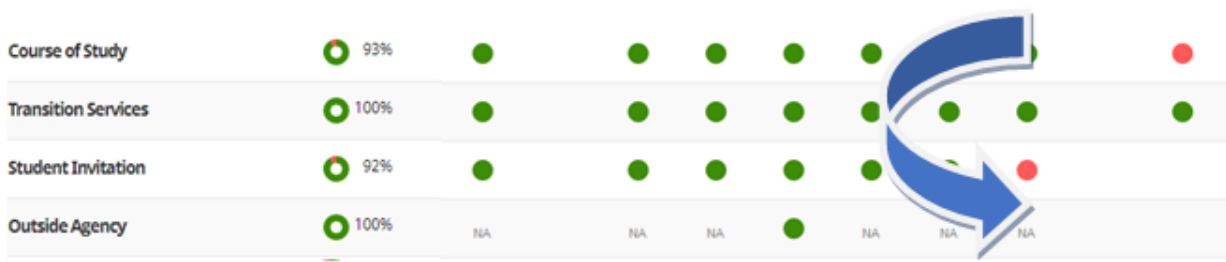 Course of Study 93%
Transition Services 100%
Student Invitation 92%
Outside Agency 100% NA NA NA NA NA NA